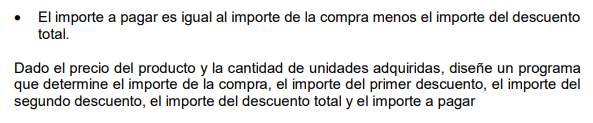 • El importe a pagar es igual al importe de la compra menos el importe del descuento
total.
Dado el precio del producto y la cantidad de unidades adquiridas, diseñe un programa
que determine el importe de la compra, el importe del primer descuento, el importe del
segundo descuento, el importe del descuento total y el importe a pagar